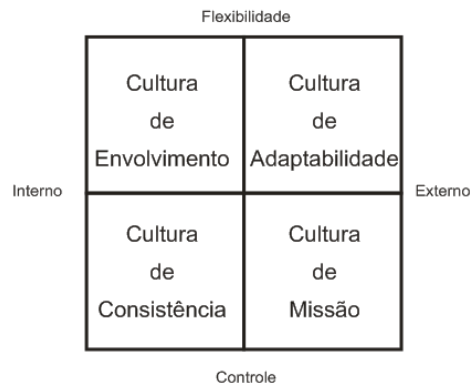 Flexibilidade
Cultura
de
Envolvimento
Cultura
de
Adaptabilidade
Interno
Externo
Cultura
de
Consistência
Cultura
de
Missão
Controle